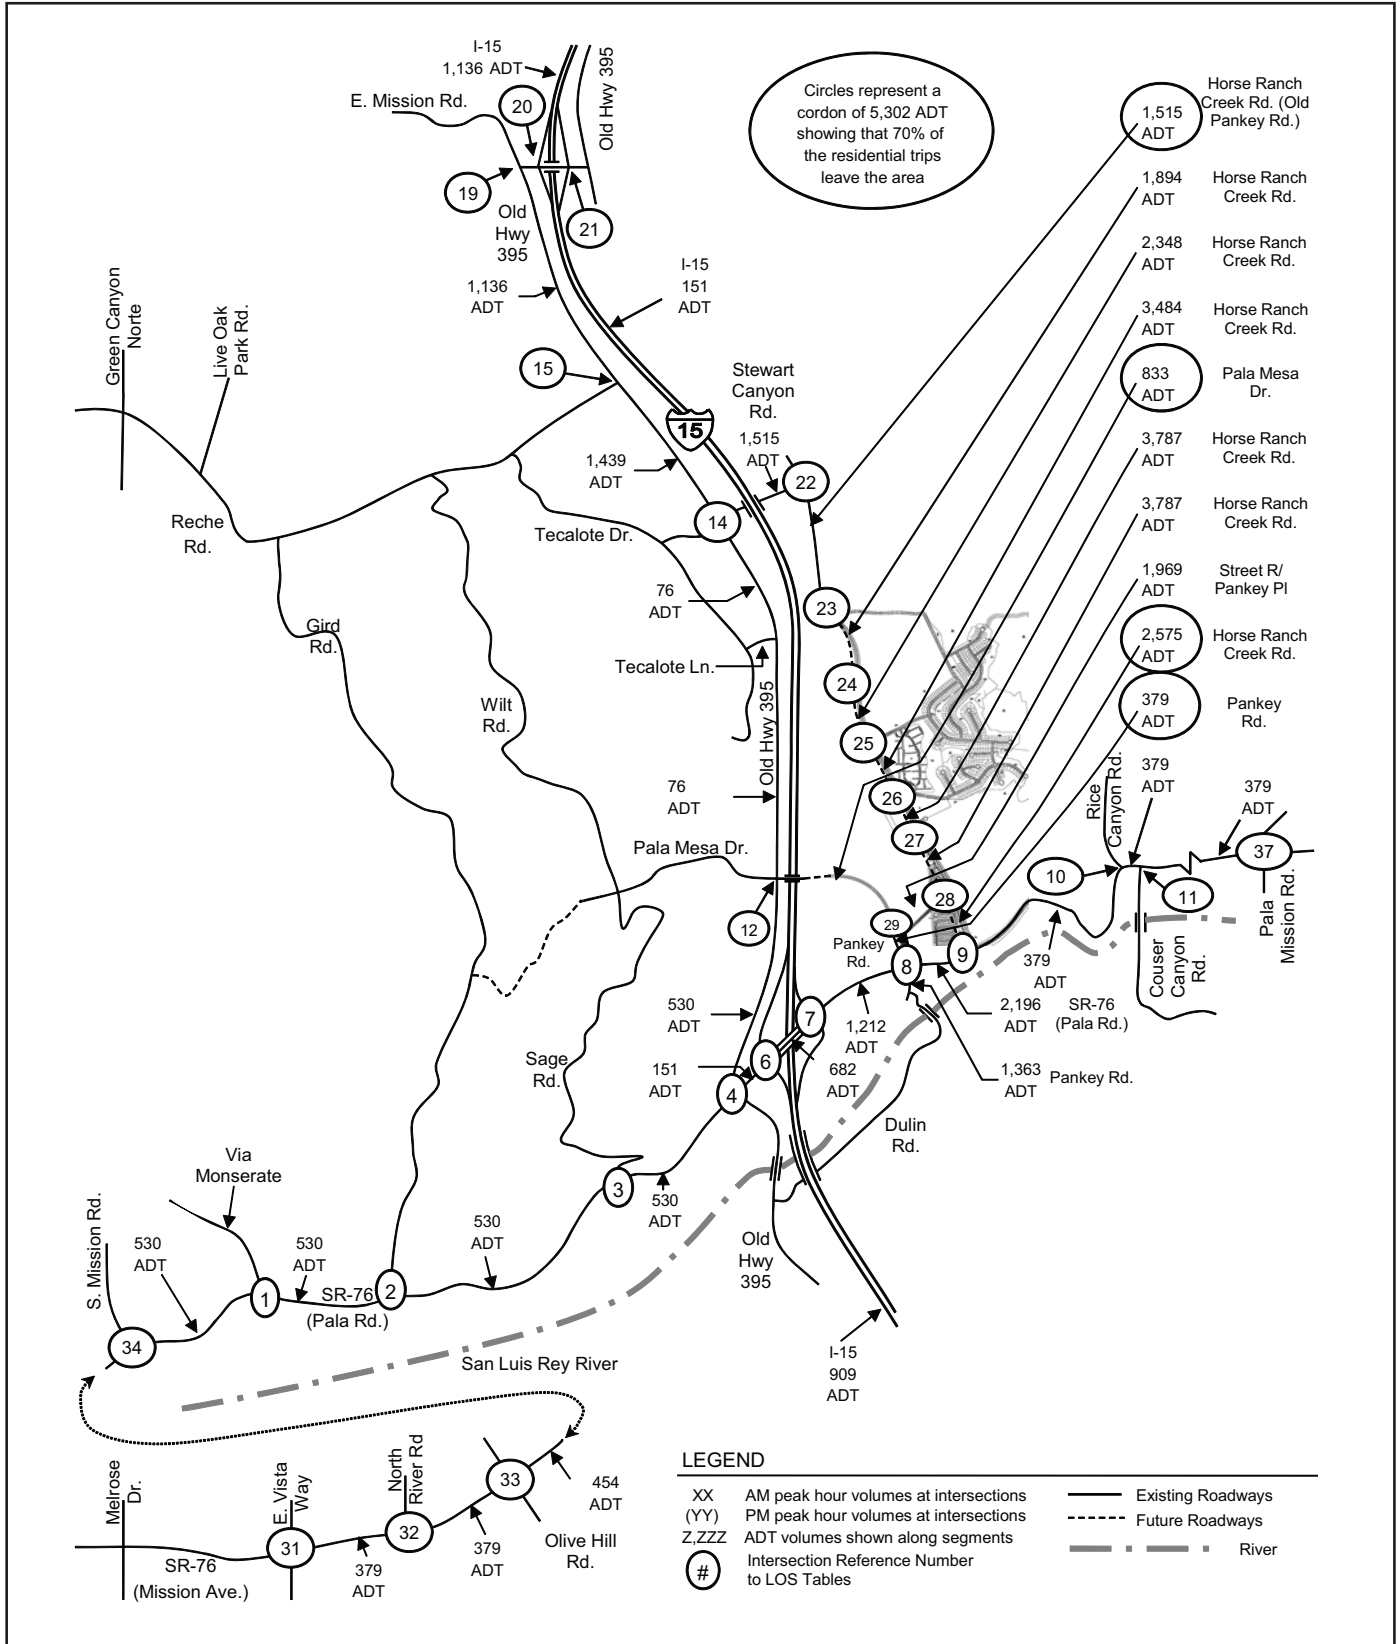 I-15
1,136 ADT
Old Hwy 395
E. Mission Rd.
20
19
21
Old
Hwy
395
Circles represent a
cordon of 5,302 ADT
showing that 70% of
the residential trips
leave the area
1,515
ADT
Horse Ranch
Creek Rd. (Old
Pankey Rd.)
1,894
ADT
Horse Ranch
Creek Rd.
2,348
ADT
Horse Ranch
Creek Rd.
3,484
ADT
Horse Ranch
Creek Rd.
833
ADT
Pala Mesa
Dr.
3,787
ADT
Horse Ranch
Creek Rd.
3,787
ADT
Horse Ranch
Creek Rd.
1,969
ADT
Street R/
Pankey Pl
2,575
ADT
Horse Ranch
Creek Rd.
379
ADT
Pankey
Rd.
1,136
ADT
I-15
151
ADT
Green Canyon
Norte
Live Oak
Park Rd.
15
15
Stewart
Canyon
Rd.
1,515
ADT
22
1,439
ADT
14
Reche
Rd.
Tecalote Dr.
76
ADT
23
Gird
Rd.
Tecalote Ln.
24
Wilt
Rd.
Old Hwy 395
25
76
ADT
26
27
Pala Mesa Dr.
12
28
29
Pankey
Rd.
8
9
Rice
Canyon Rd.
379
ADT
379
ADT
37
10
11
Pala
Mission Rd.
Couser
Canyon
Rd.
379
ADT
2,196
ADT
SR-76
(Pala Rd.)
530
ADT
7
1,212
ADT
6
682
ADT
1,363
ADT
Pankey Rd.
Sage
Rd.
151
ADT
4
Dulin
Rd.
Via
Monserate
3
530
ADT
S. Mission Rd.
530
ADT
530
ADT
530
ADT
Old
Hwy
395
1
SR-76
(Pala Rd.)
2
34
San Luis Rey River
I-15
909
ADT
Melrose
Dr.
E. Vista
Way
North
River Rd
33
454
ADT
31
32
SR-76
(Mission Ave.)
379
ADT
379
ADT
Olive Hill
Rd.
LEGEND
XX AM peak hour volumes at intersections
(YY) PM peak hour volumes at intersections
Z,ZZZ ADT volumes shown along segments
# Intersection Reference Number
to LOS Tables
Existing Roadways
Future Roadways
River